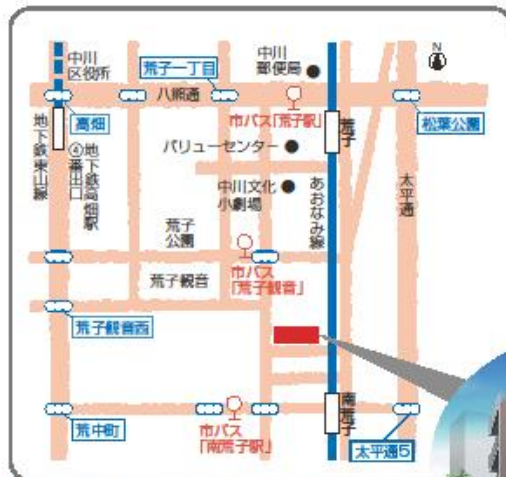 中川
区役所
荒子一丁目
中川
郵便局
N
八熊通
高畑
市バス「荒子駅」
荒子
松葉公園
地下鉄東山線
④番出口
地下鉄高畑駅
バリューセンター
中川文化
小劇場
あおなみ線
太平通
荒子
公園
荒子観音
市バス
「荒子観音」
荒子観音西
南荒子
荒中町
市バス
「南荒子駅」
太平通5